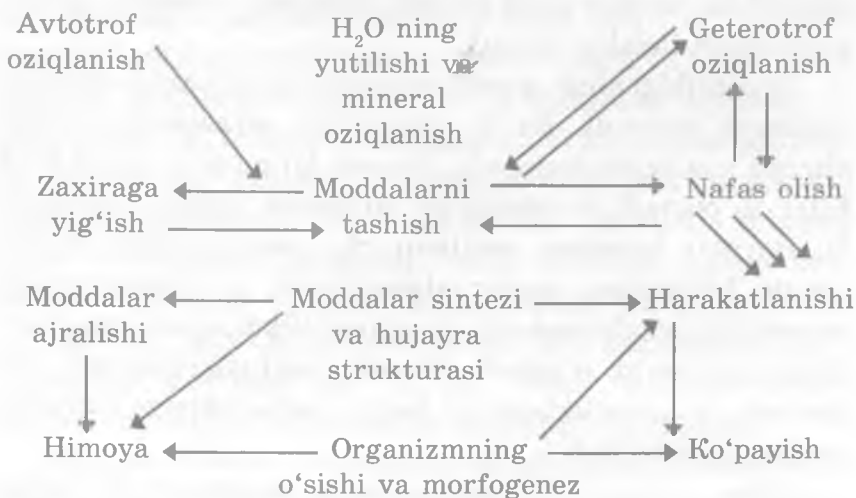 Avtotrof
oziqlanish
H₂O ning
yutilishi va
mineral
oziqlanish
Geterotrof
oziqlanish
Zaxiraga
yig‘ish
Moddalarni
tashish
Nafas olish
Moddalar
ajralishi
Moddalar sintezi
va hujayra
strukturasi
Harakatlanishi
Himoya
Organizmning
o‘sishi va morfogenez
Ko‘payish